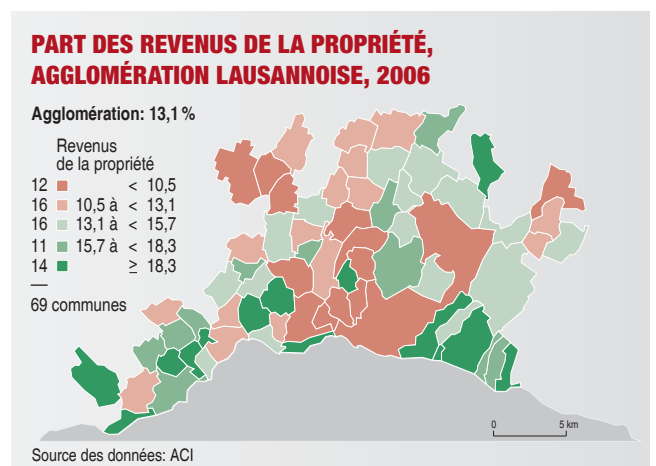 PART DES REVENUS DE LA PROPRIÉTÉ,
AGGLOMÉRATION LAUSANNOISE, 2006
Agglomération: 13,1 %
Revenus
de la propriété
12 < 10,5
16 10,5 à < 13,1
16 13,1 à < 15,7
11 15,7 à < 18,3
14 ≥ 18,3
—
69 communes
0 5 km
Source des données: ACI